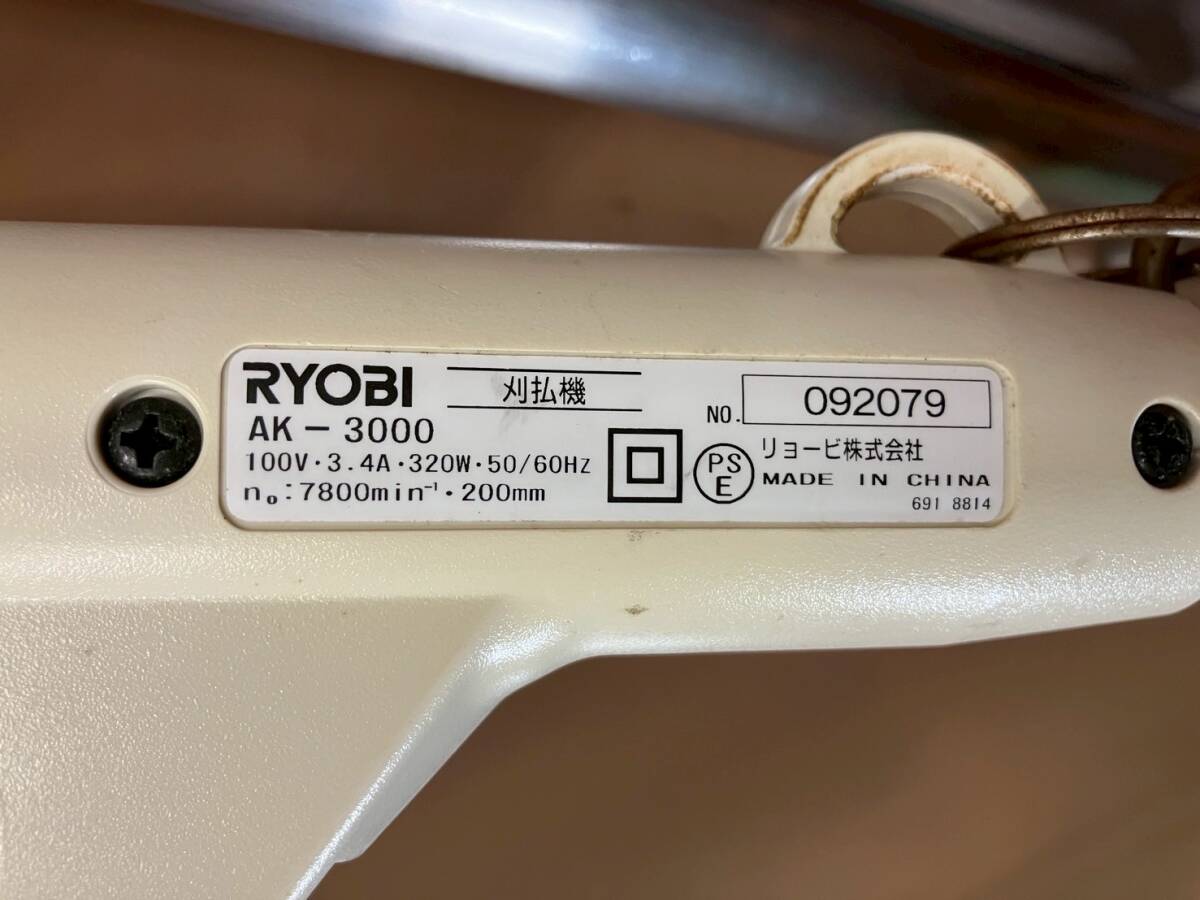 RYOBI 刈払機
AK-3000
100V・3.4A・320W・50/60Hz
n₀:7800min⁻¹・200mm
NO. 092079
PS
E
リョービ株式会社
MADE IN CHINA
691 8814